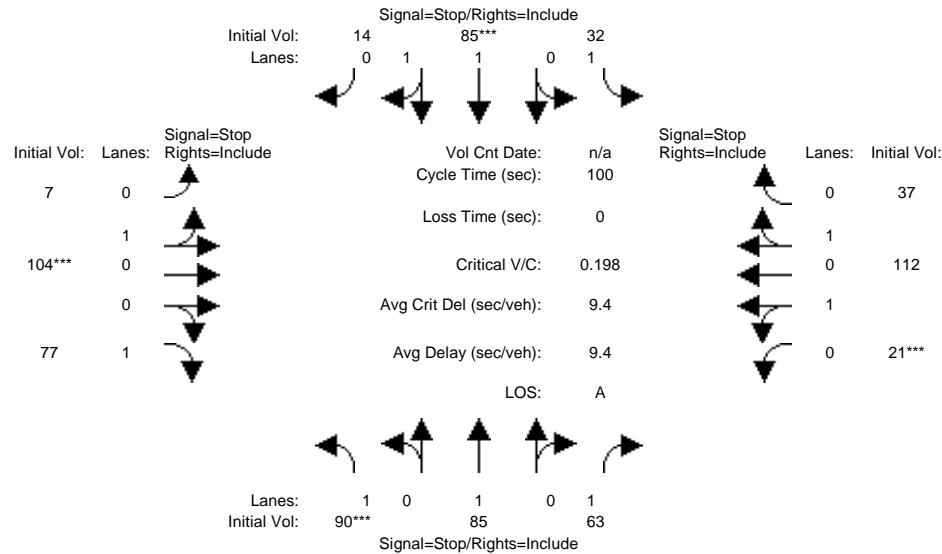 Signal=Stop/Rights=Include
Initial Vol: 14 85*** 32
Lanes: 0 1 1 0 1
Signal=Stop
Initial Vol: Lanes: Rights=Include
Vol Cnt Date: n/a
Signal=Stop
Rights=Include Lanes: Initial Vol:
Cycle Time (sec): 100
7 0
0 37
Loss Time (sec): 0
1
1
104*** 0
Critical V/C: 0.198
0 112
0
Avg Crit Del (sec/veh): 9.4
1
77 1
Avg Delay (sec/veh): 9.4
0 21***
LOS: A
Lanes: 1 0 1 0 1
Initial Vol: 90*** 85 63
Signal=Stop/Rights=Include